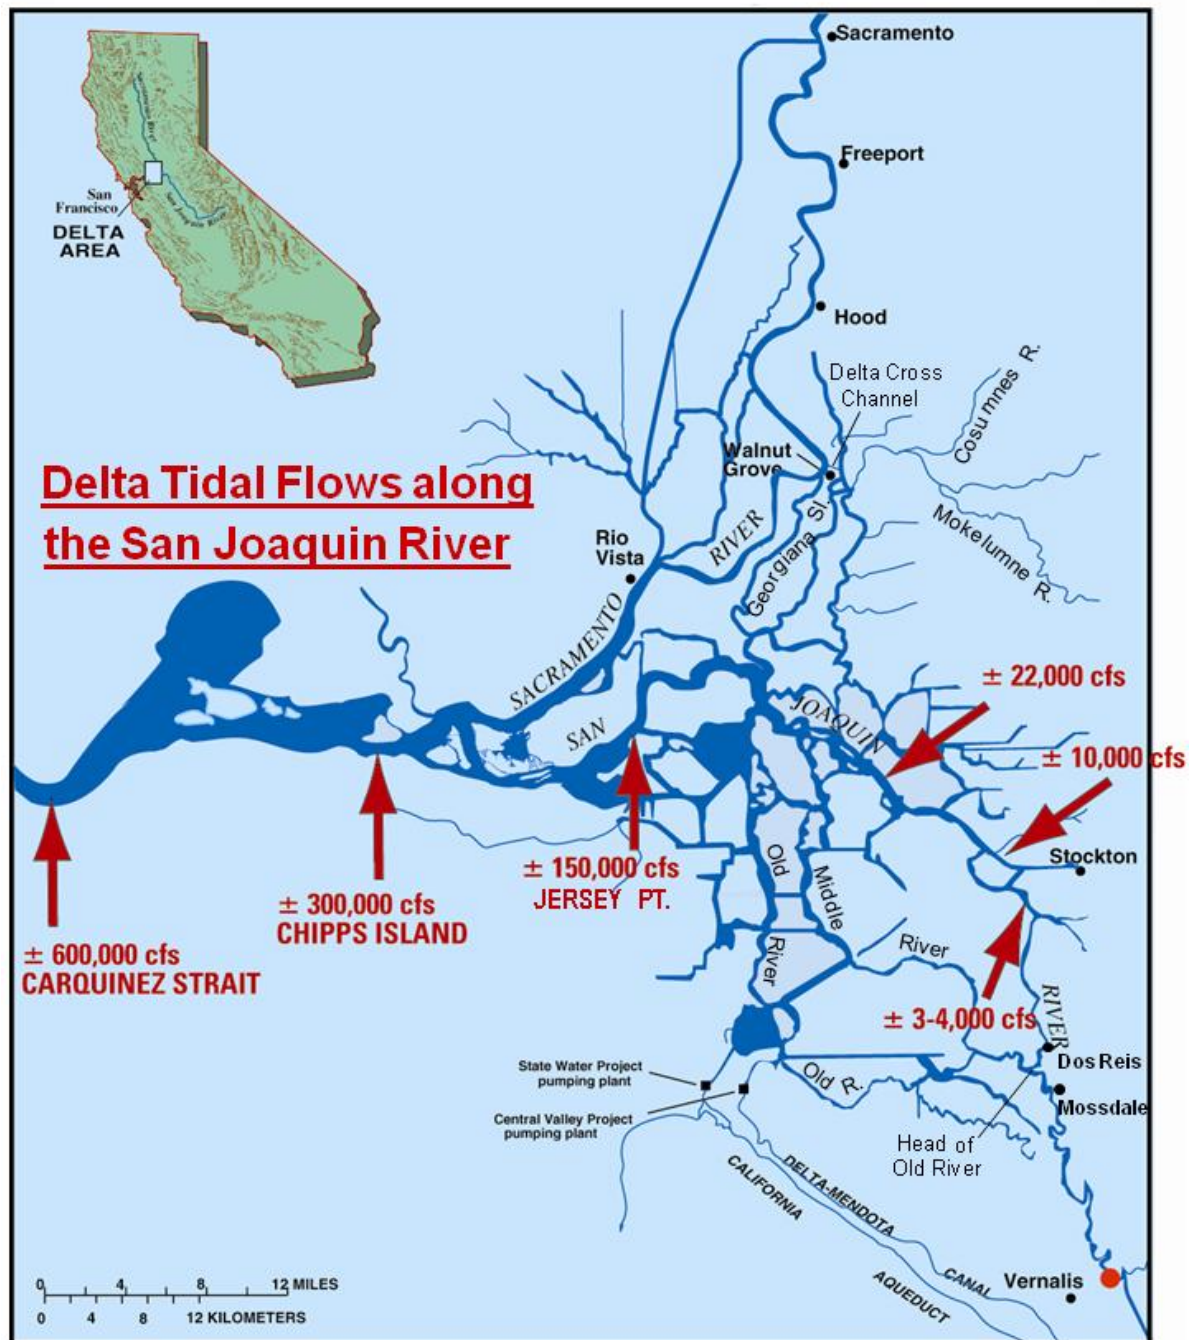 Sacramento
Freeport
Sacramento River
San
Francisco
San Joaquin River
DELTA
AREA
Hood
Delta Cross
Channel
Cosumnes R.
Walnut
Grove
Delta Tidal Flows along
the San Joaquin River
Mokelumne R.
Rio
Vista
RIVER
Georgiana Sl.
SACRAMENTO
SAN
JOAQUIN
± 22,000 cfs
± 10,000 cfs
Stockton
± 150,000 cfs
JERSEY PT.
Old
Middle
± 300,000 cfs
CHIPPS ISLAND
River
River
± 600,000 cfs
CARQUINEZ STRAIT
± 3-4,000 cfs
RIVER
State Water Project
pumping plant
Old R.
Dos Reis
Mossdale
Central Valley Project
pumping plant
Head of
Old River
CALIFORNIA
DELTA-MENDOTA
CANAL
AQUEDUCT
Vernalis
0 4 8 12 MILES
0 4 8 12 KILOMETERS